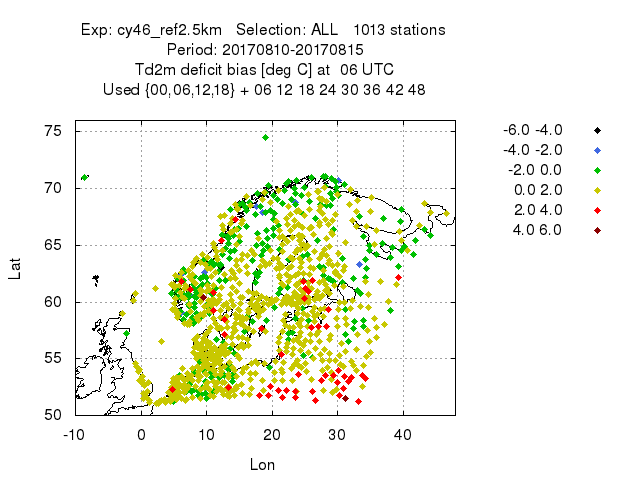 Exp: cy46_ref2.5km Selection: ALL 1013 stations
Period: 20170810-20170815
Td2m deficit bias [deg C] at 06 UTC
Used {00,06,12,18} + 06 12 18 24 30 36 42 48
75
70
65
60
55
50
Lat
-10 0 10 20 30 40
Lon
-6.0 -4.0
-4.0 -2.0
-2.0 0.0
0.0 2.0
2.0 4.0
4.0 6.0